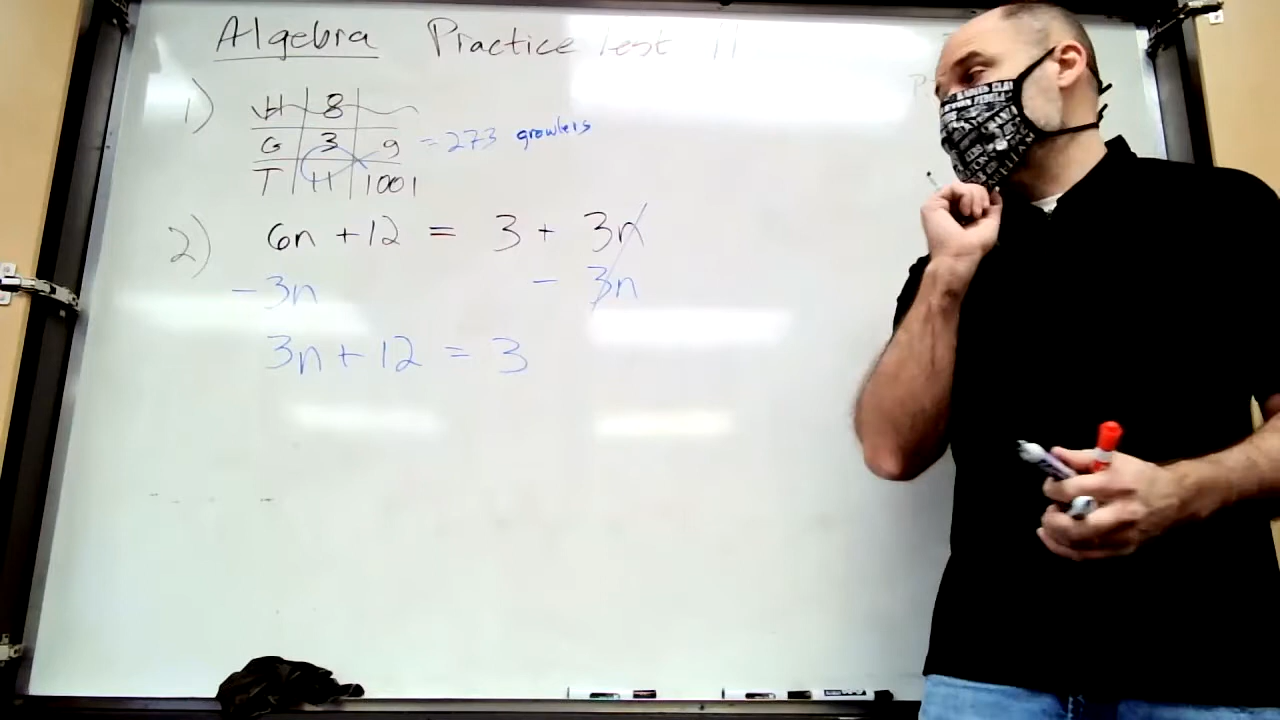 Algebra Practice Test 11
1) H 8
G 3 g = 273 growlers
T 11 1001
2) 6n + 12 = 3 + 3n
- 3n - 3n
3n + 12 = 3